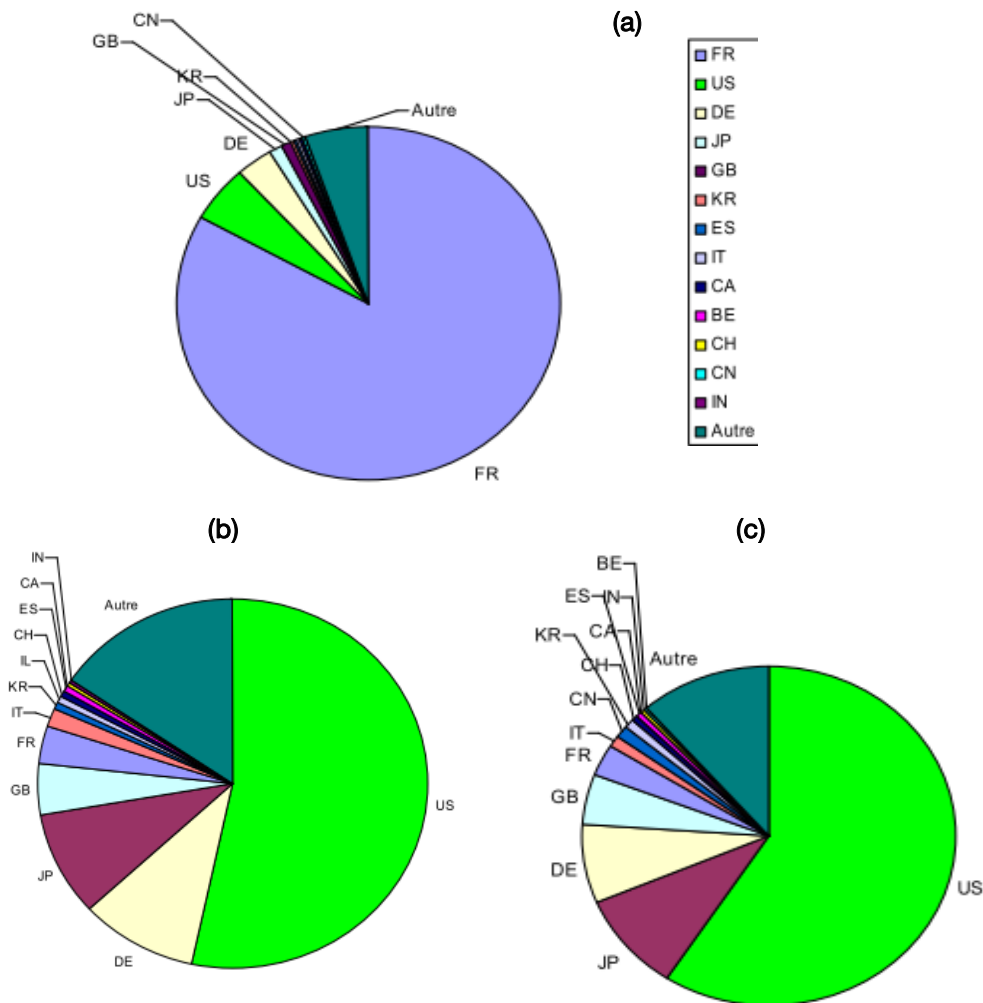 (a)
CN
GB
KR
JP
Autre
DE
US
FR
FR
US
DE
JP
GB
KR
ES
IT
CA
BE
CH
CN
IN
Autre
(b)
IN
CA
ES
CH
IL
KR
IT
FR
GB
JP
DE
Autre
US
(c)
BE
ES
IN
KR
CA
CH
Autre
CN
IT
FR
GB
DE
JP
US